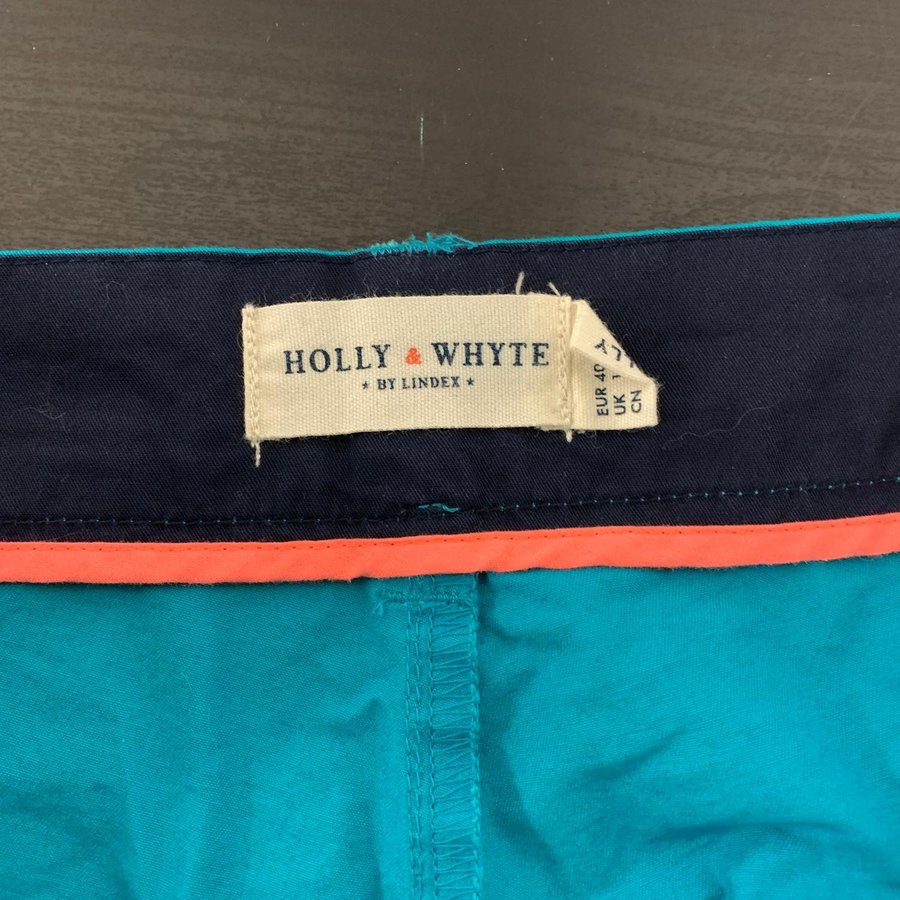 HOLLY & WHYTE
★ BY LINDEX ★
EUR 40
UK
CN